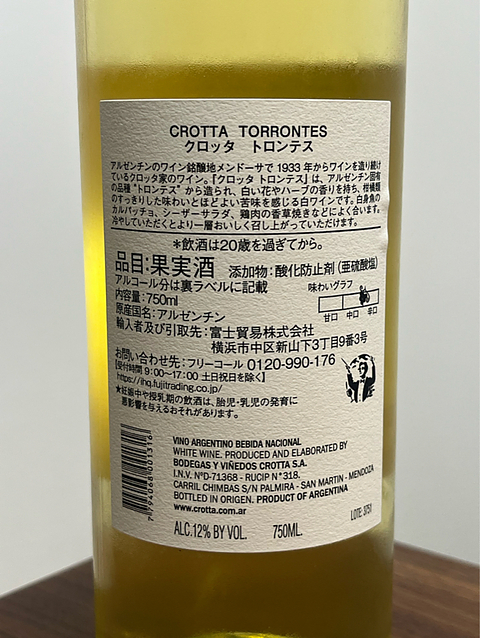 CROTTA TORRONTES
クロッタ トロンテス
アルゼンチンのワイン銘醸地メンドーサで1933年からワインを造り続け
ているクロッタ家のワイン。『クロッタ トロンテス』は、アルゼンチン固有
の品種"トロンテス"から造られ、白い花やハーブの香りを持ち、柑橘類
のすっきりした味わいとほどよい苦味を感じる白ワインです。白身魚の
カルパッチョ、シーザーサラダ、鶏肉の香草焼きなどによく合います。
冷やしていただくとより一層おいしく召し上がっていただけます。
*飲酒は20歳を過ぎてから。
品目:果実酒 添加物:酸化防止剤(亜硫酸塩)
アルコール分は裏ラベルに記載
味わいグラフ
内容量:750ml
甘口 中口 辛口
原産国名:アルゼンチン
輸入者及び引取先:富士貿易株式会社
横浜市中区新山下3丁目9番3号
お問い合わせ先:フリーコール 0120-990-176
【受付時間 9:00〜17:00 土日祝日を除く】
https://ihq.fujitrading.co.jp/
★妊娠中や授乳期の飲酒は、胎児・乳児の発育に
悪影響を与えるおそれがあります。
7794068001316
VINO ARGENTINO BEBIDA NACIONAL
WHITE WINE. PRODUCED AND ELABORATED BY
BODEGAS Y VIÑEDOS CROTTA S.A.
I.N.V. N°D-71368 - RUCIP N°318.
CARRIL CHIMBAS S/N PALMIRA - SAN MARTIN - MENDOZA
BOTTLED IN ORIGEN. PRODUCT OF ARGENTINA
www.crotta.com.ar
LOTE: 3751
ALC.12% BY VOL. 750ML.